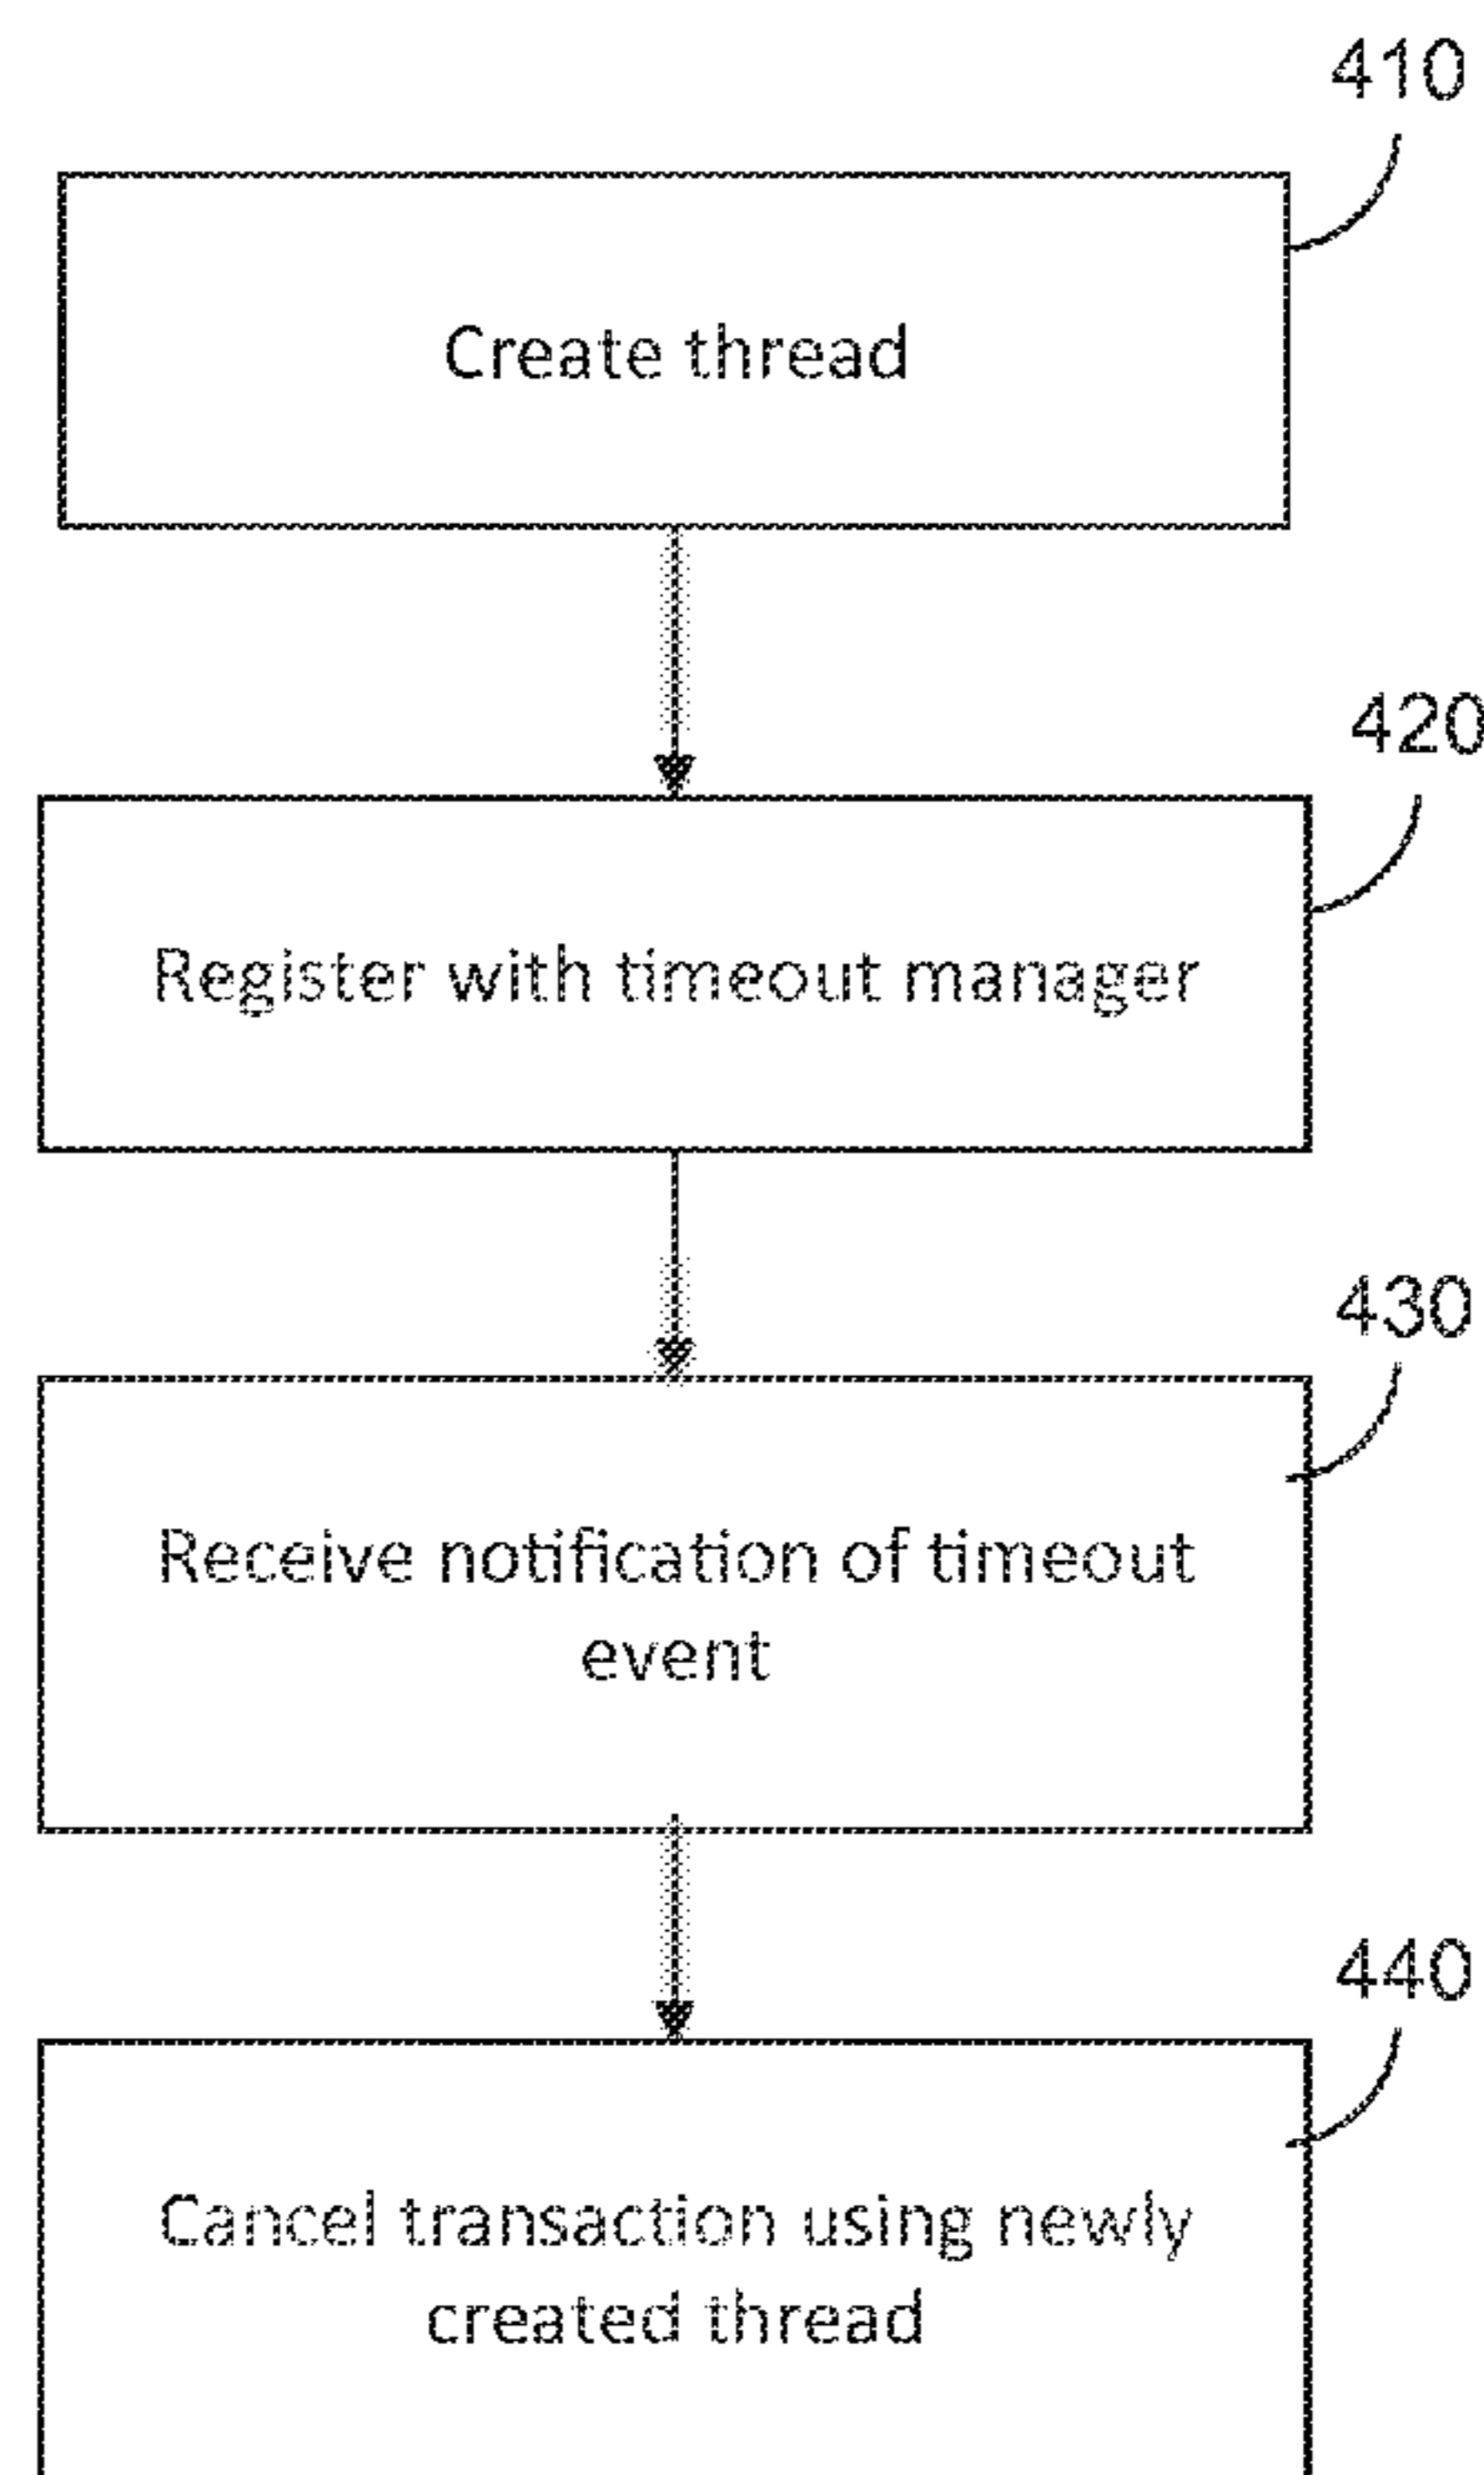 410
Create thread
420
Register with timeout manager
430
Receive notification of timeout
event
440
Cancel transaction using newly
created thread